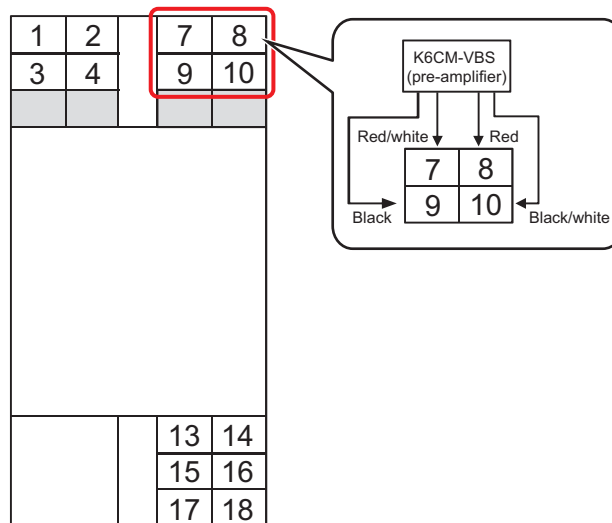 1 2 7 8
3 4 9 10
K6CM-VBS
(pre-amplifier)
Red/white Red
7 8
9 10
Black Black/white
13 14
15 16
17 18